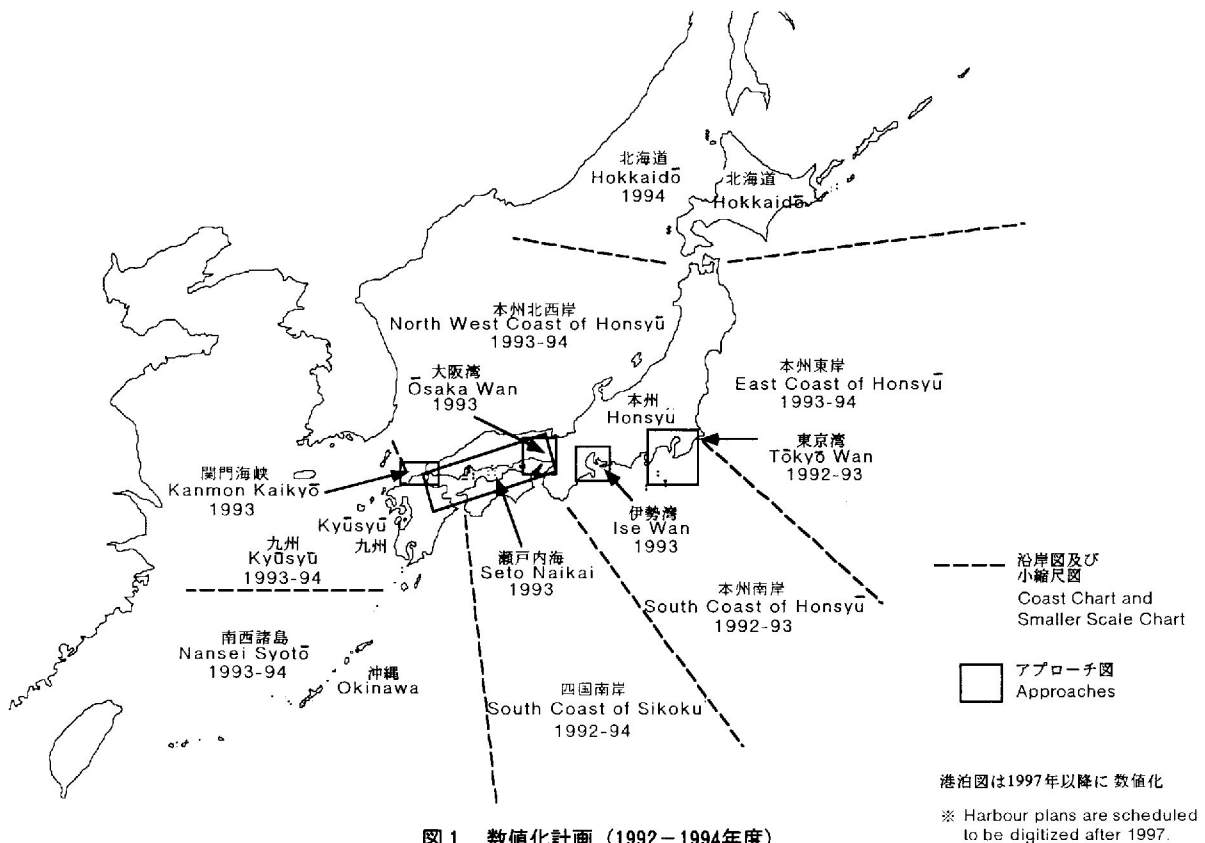 北海道
Hokkaidō
1994
北海道
Hokkaidō
本州北西岸
North West Coast of Honsyū
1993-94
大阪湾
Ōsaka Wan
1993
本州
Honsyū
本州東岸
East Coast of Honsyū
1993-94
東京湾
Tōkyō Wan
1992-93
関門海峡
Kanmon Kaikyō
1993
Kyūsyū
九州
九州
Kyūsyū
1993-94
瀬戸内海
Seto Naikai
1993
伊勢湾
Ise Wan
1993
本州南岸
South Coast of Honsyū
1992-93
南西諸島
Nansei Syotō
1993-94
沖縄
Okinawa
四国南岸
South Coast of Sikoku
1992-94
沿岸図及び
小縮尺図
Coast Chart and
Smaller Scale Chart
アプローチ図
Approaches
港泊図は1997年以降に数値化
※ Harbour plans are scheduled
to be digitized after 1997.
図1 数値化計画（1992－1994年度）